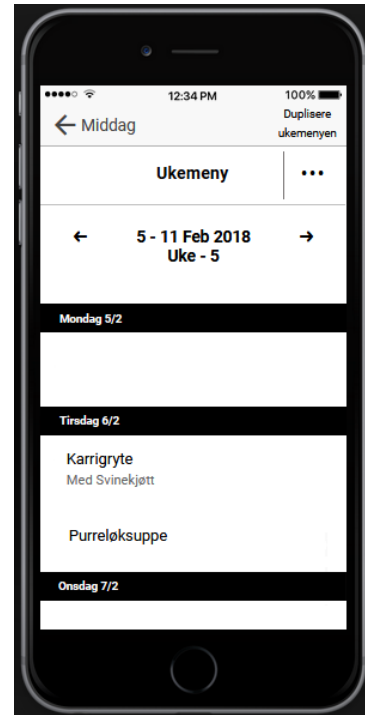 12:34 PM
100%
← Middag
Duplisere
ukemenyen
Ukemeny
•••
← 5 - 11 Feb 2018 →
Uke - 5
Mondag 5/2
Tirsdag 6/2
Karrigryte
Med Svinekjøtt
Purreløksuppe
Onsdag 7/2